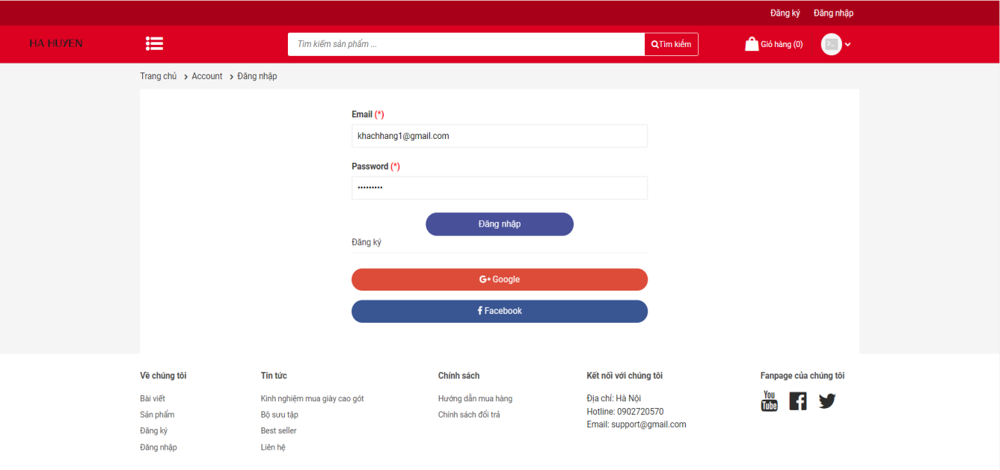 Đăng ký Đăng nhập
HA HUYEN
Tìm kiếm sản phẩm ...
Tìm kiếm
Giỏ hàng (0)
Trang chủ > Account > Đăng nhập
Email (*)
khachhang1@gmail.com
Password (*)
•••••••••
Đăng nhập
Đăng ký
G+ Google
f Facebook
Về chúng tôi
Bài viết
Sản phẩm
Đăng ký
Đăng nhập
Tin tức
Kinh nghiệm mua giày cao gót
Bộ sưu tập
Best seller
Liên hệ
Chính sách
Hướng dẫn mua hàng
Chính sách đổi trả
Kết nối với chúng tôi
Địa chỉ: Hà Nội
Hotline: 0902720570
Email: support@gmail.com
Fanpage của chúng tôi
You
Tube